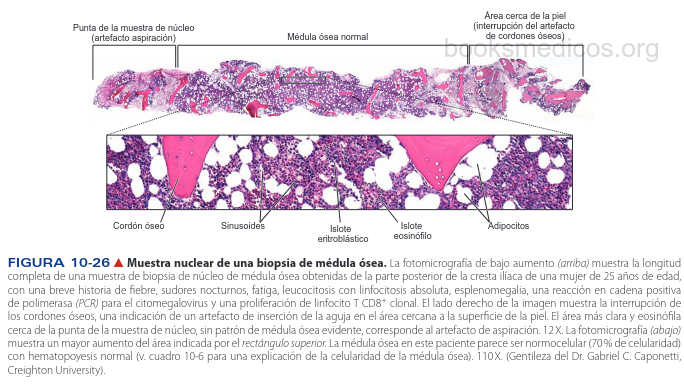 Punta de la muestra de núcleo
(artefacto aspiración)
Médula ósea normal
Área cerca de la piel
(interrupción del artefacto
de cordones óseos)
booksmedicos.org
Cordón óseo
Sinusoides
Islote
eritroblástico
Islote
eosinófilo
Adipocitos
FIGURA 10-26 ▲ Muestra nuclear de una biopsia de médula ósea. La fotomicrografía de bajo aumento (arriba) muestra la longitud
completa de una muestra de biopsia de núcleo de médula ósea obtenidas de la parte posterior de la cresta ilíaca de una mujer de 25 años de edad,
con una breve historia de fiebre, sudores nocturnos, fatiga, leucocitosis con linfocitosis absoluta, esplenomegalia, una reacción en cadena positiva
de polimerasa (PCR) para el citomegalovirus y una proliferación de linfocito T CD8+ clonal. El lado derecho de la imagen muestra la interrupción de
los cordones óseos, una indicación de un artefacto de inserción de la aguja en el área cercana a la superficie de la piel. El área más clara y eosinófila
cerca de la punta de la muestra de núcleo, sin patrón de médula ósea evidente, corresponde al artefacto de aspiración. 12 X. La fotomicrografía (abajo)
muestra un mayor aumento del área indicada por el rectángulo superior. La médula ósea en este paciente parece ser normocelular (70 % de celularidad)
con hematopoyesis normal (v. cuadro 10-6 para una explicación de la celularidad de la médula ósea). 110 X. (Gentileza del Dr. Gabriel C. Caponetti,
Creighton University).